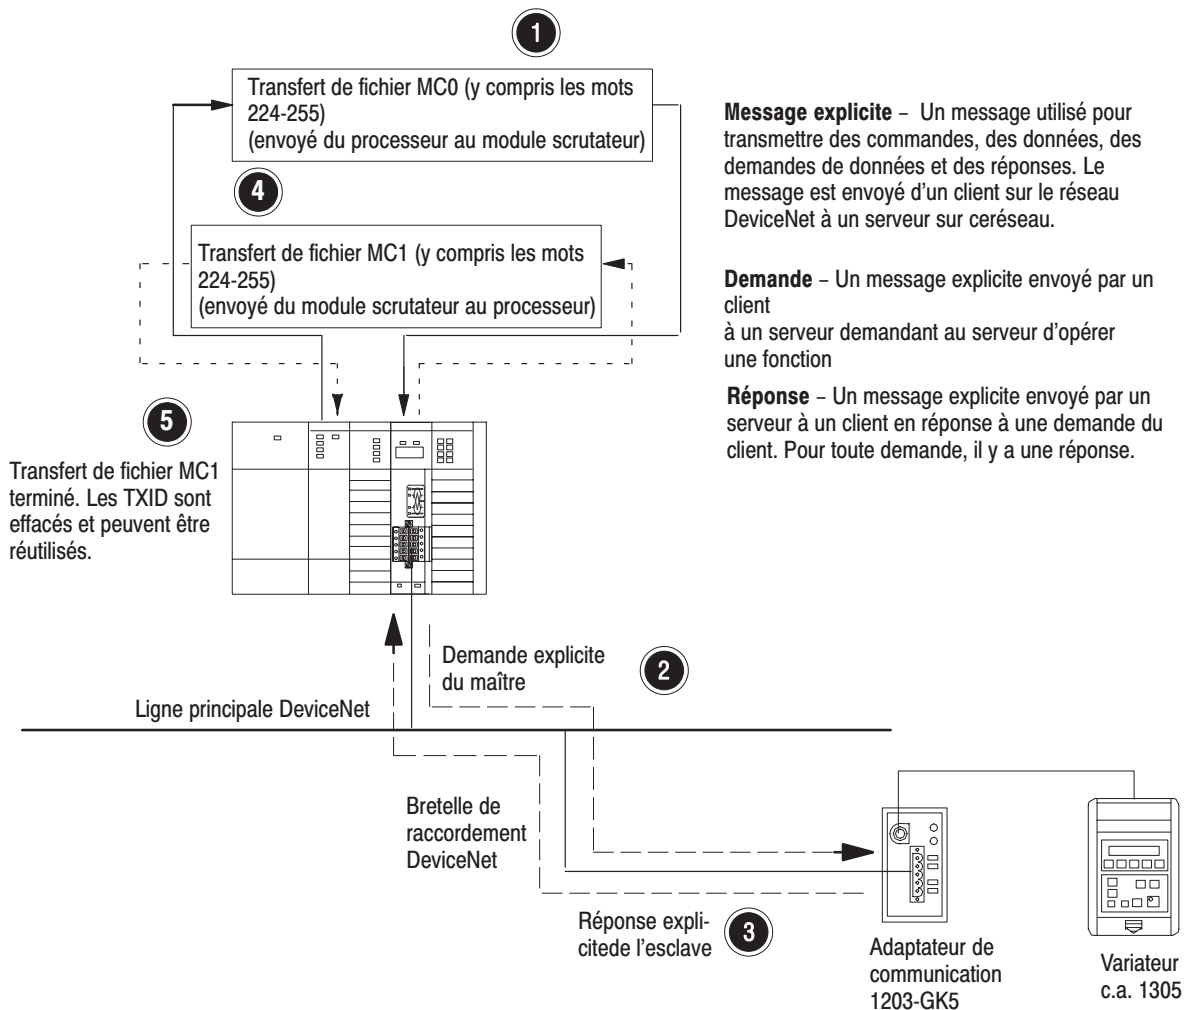 1
Transfert de fichier MC0 (y compris les mots
224-255)
(envoyé du processeur au module scrutateur)
4
Transfert de fichier MC1 (y compris les mots
224-255)
(envoyé du module scrutateur au processeur)
Message explicite – Un message utilisé pour
transmettre des commandes, des données, des
demandes de données et des réponses. Le
message est envoyé d'un client sur le réseau
DeviceNet à un serveur sur ceréseau.
Demande – Un message explicite envoyé par un
client
à un serveur demandant au serveur d'opérer
une fonction
Réponse – Un message explicite envoyé par un
serveur à un client en réponse à une demande du
client. Pour toute demande, il y a une réponse.
5
Transfert de fichier MC1
terminé. Les TXID sont
effacés et peuvent être
réutilisés.
Demande explicite
du maître
2
Ligne principale DeviceNet
Bretelle de
raccordement
DeviceNet
Réponse expli-
citede l'esclave
3
Adaptateur de
communication
1203-GK5
Variateur
c.a. 1305